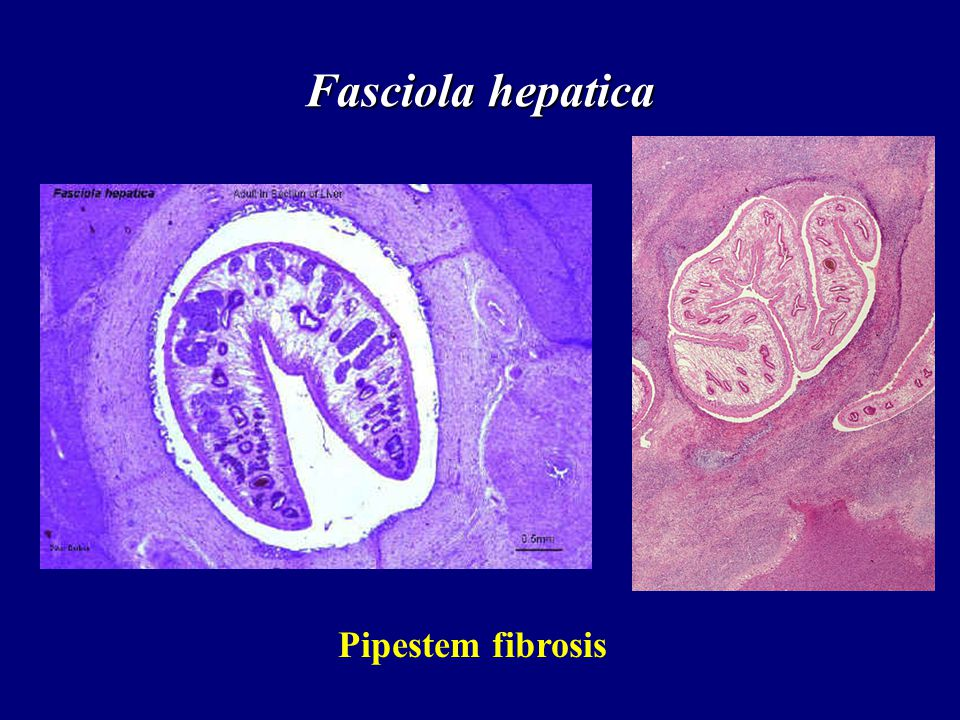 Fasciola hepatica
Fasciola hepatica
Adult in Section of Liver
0.5mm
Pipestem fibrosis